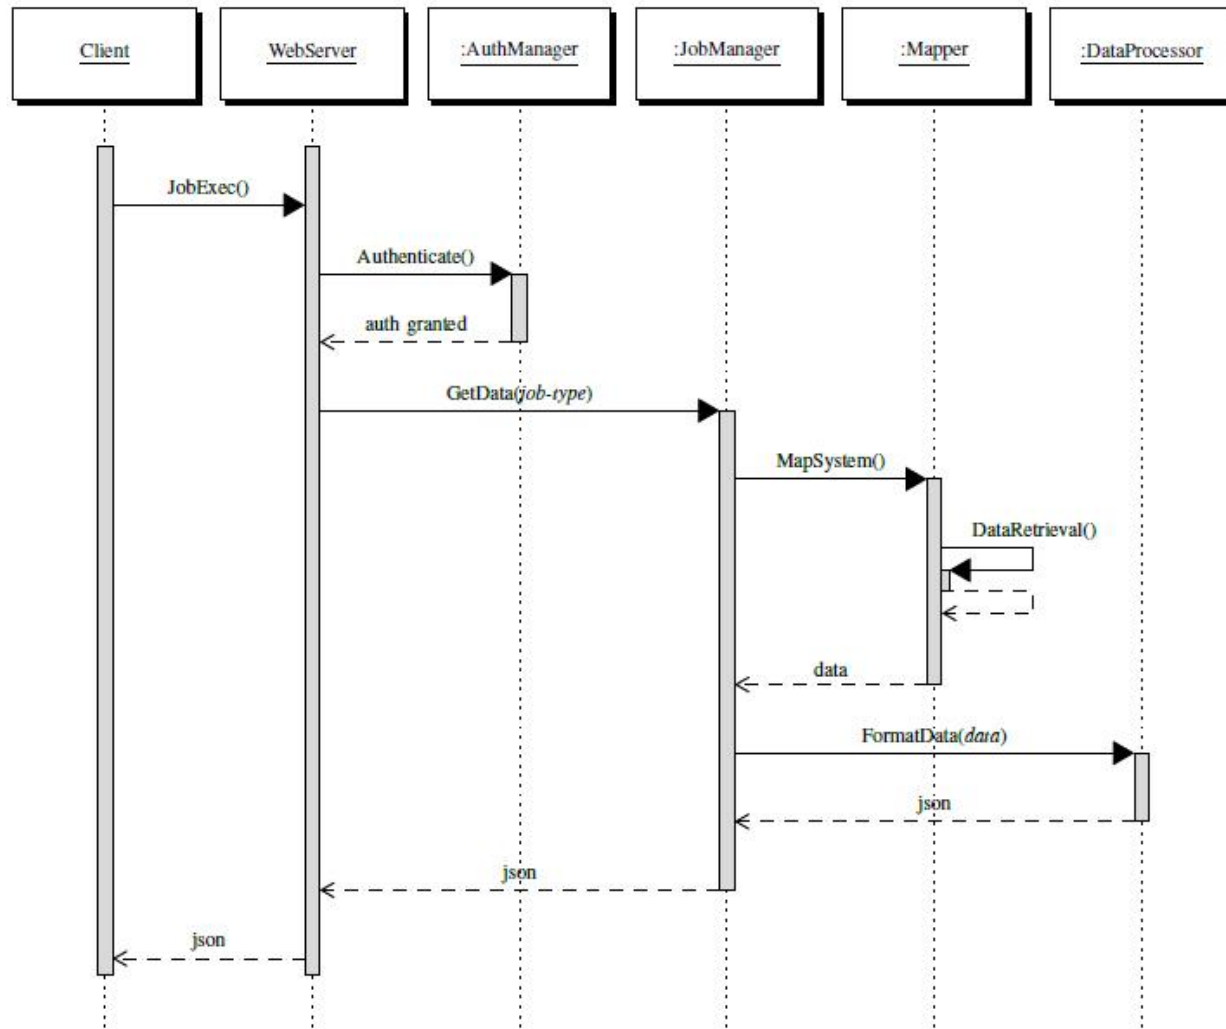 Client
WebServer
:AuthManager
:JobManager
:Mapper
:DataProcessor
JobExec()
Authenticate()
auth granted
GetData(job-type)
MapSystem()
DataRetrieval()
data
FormatData(data)
json
json
json